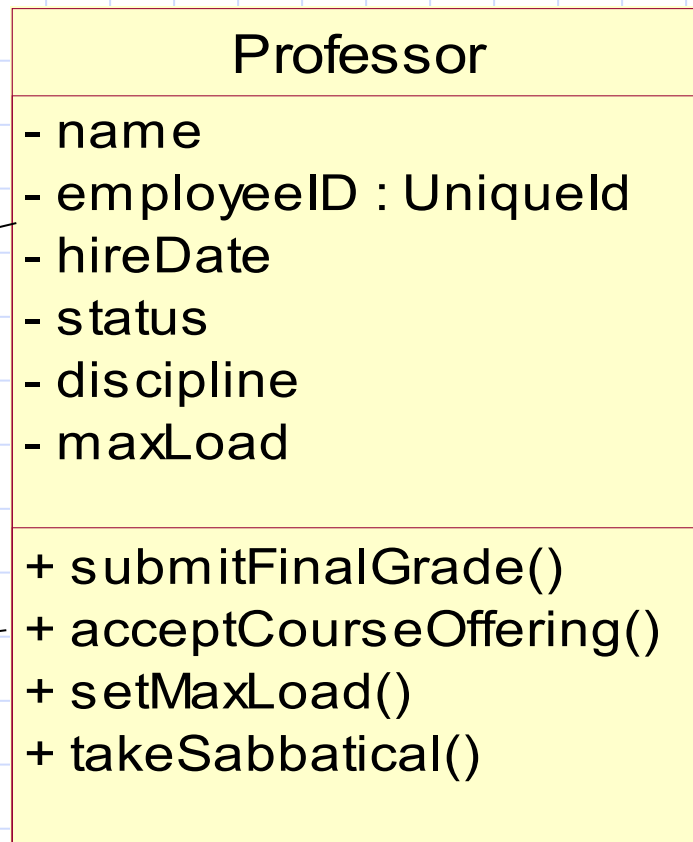 Professor
- name
- employeeID : UniqueId
- hireDate
- status
- discipline
- maxLoad
+ submitFinalGrade()
+ acceptCourseOffering()
+ setMaxLoad()
+ takeSabbatical()